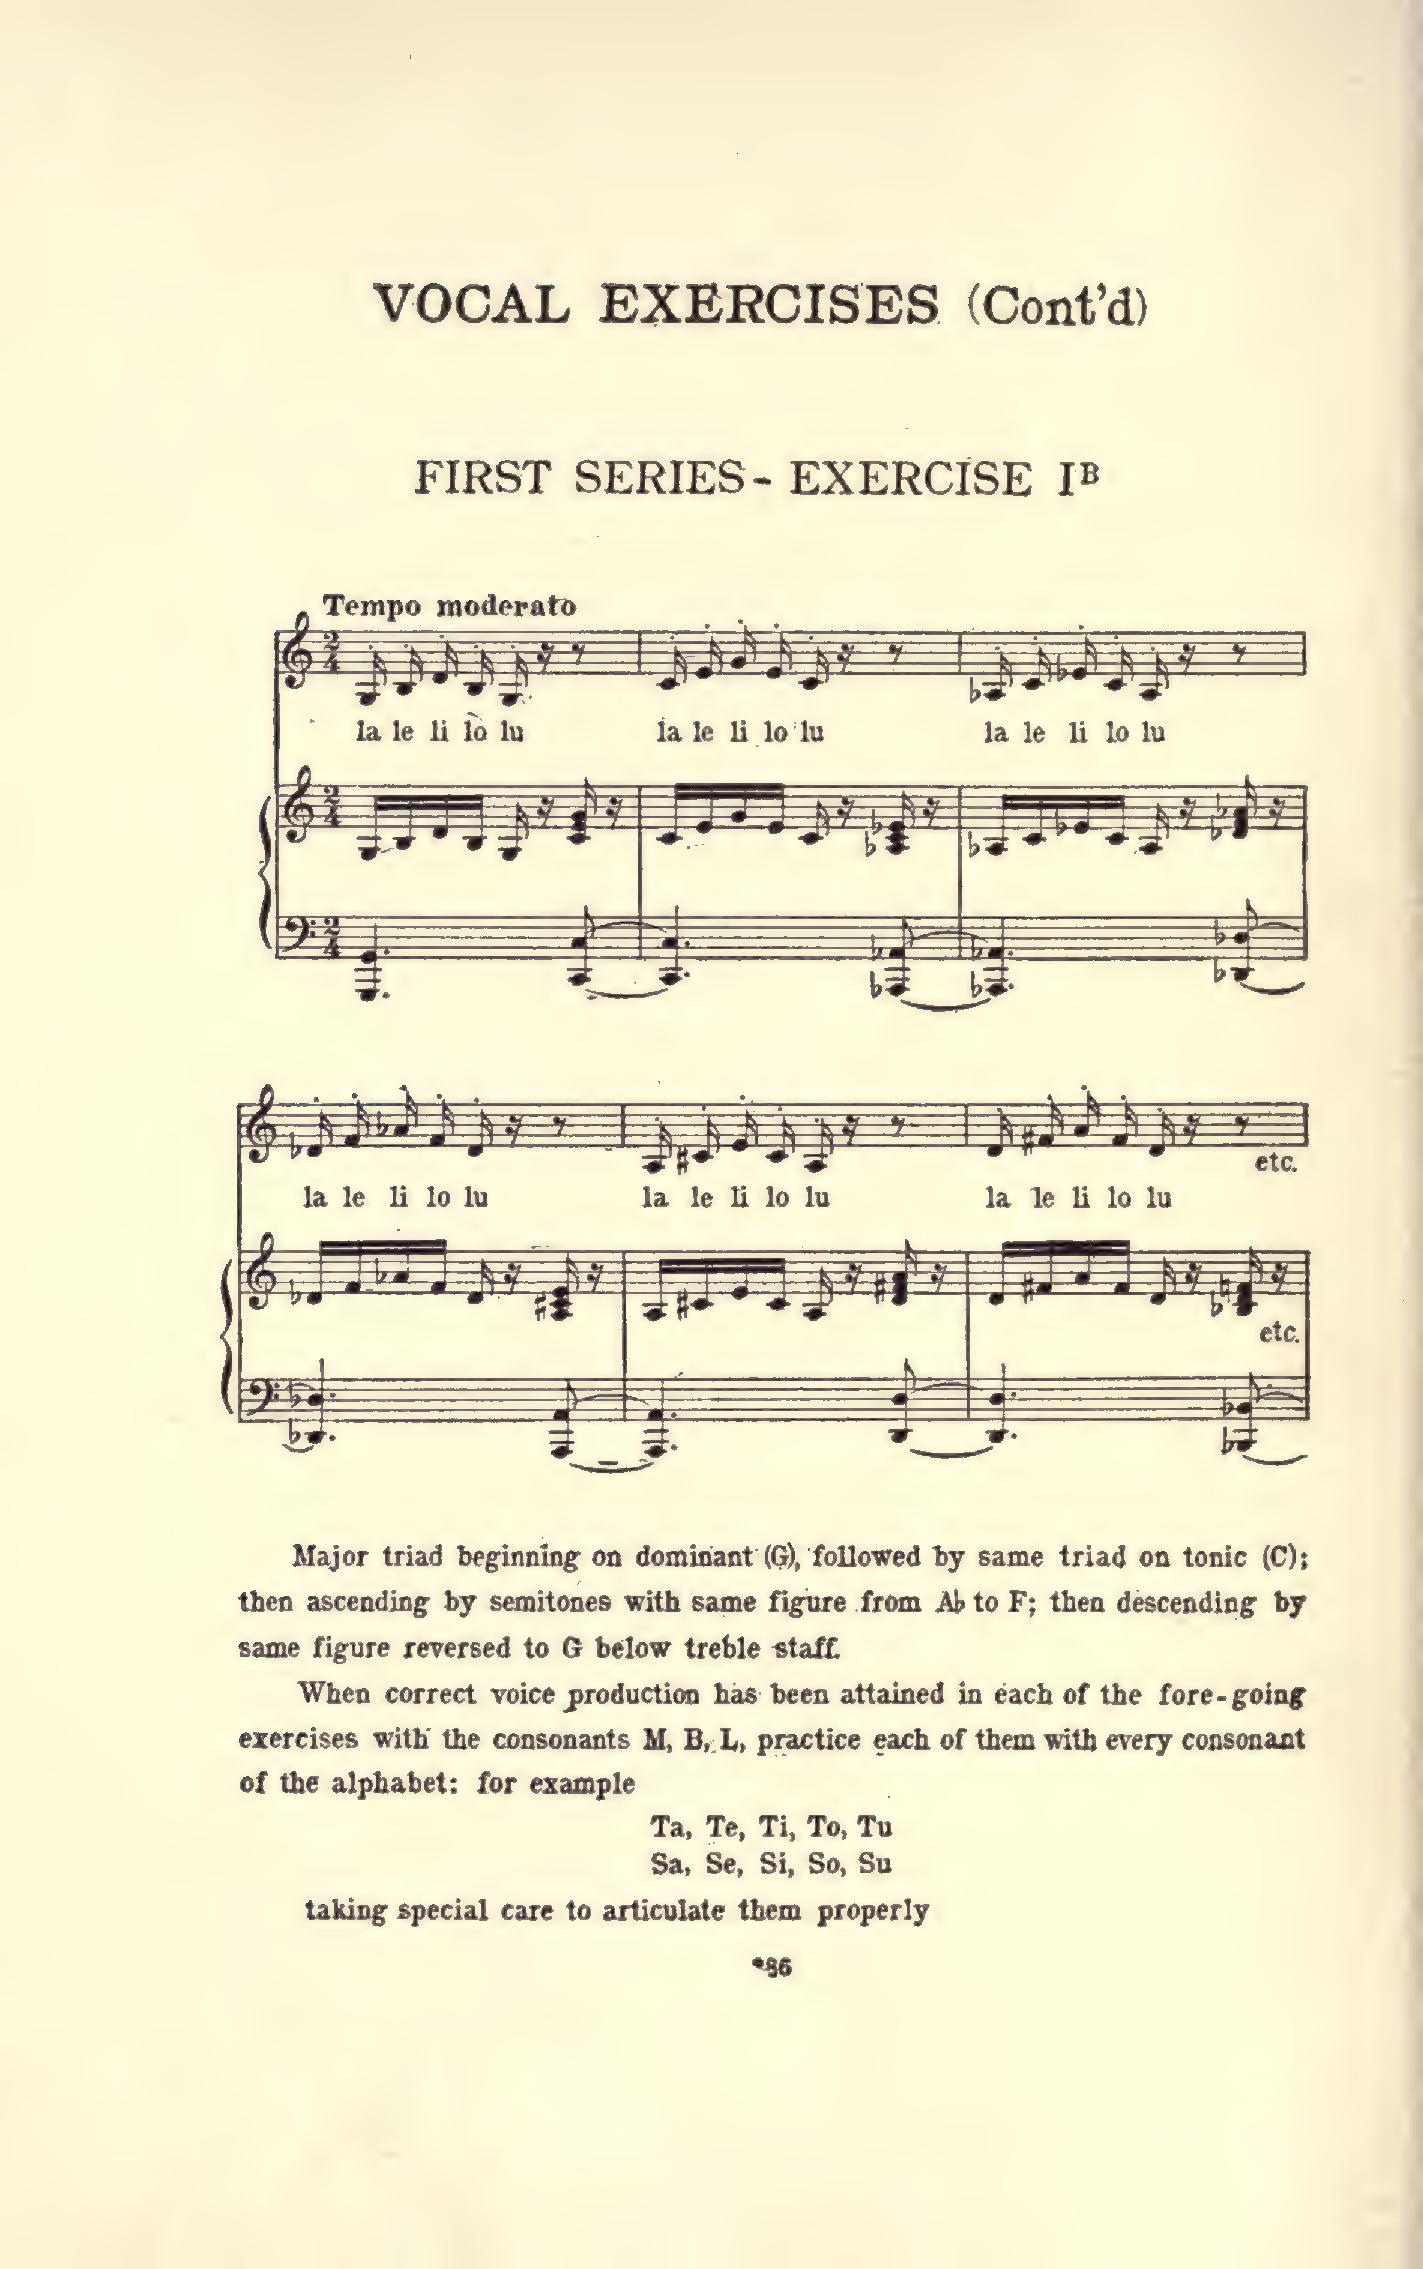 VOCAL EXERCISES (Cont'd)
FIRST SERIES - EXERCISE Iᴮ
Tempo moderato
la le li lo lu la le li lo lu la le li lo lu
la le li lo lu la le li lo lu la le li lo lu
etc.
etc.
Major triad beginning on dominant (G), followed by same triad on tonic (C);
then ascending by semitones with same figure from A♭ to F; then descending by
same figure reversed to G below treble staff.
When correct voice production has been attained in each of the fore-going
exercises with the consonants M, B, L, practice each of them with every consonant
of the alphabet: for example
Ta, Te, Ti, To, Tu
Sa, Se, Si, So, Su
taking special care to articulate them properly